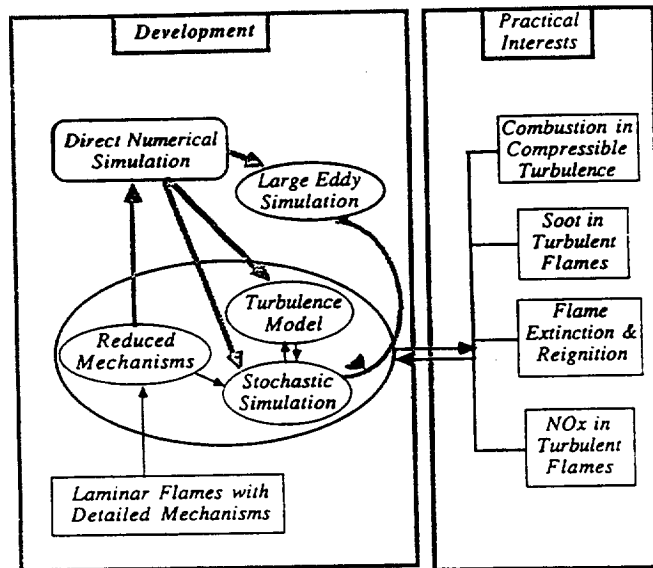 Development
Direct Numerical
Simulation
Large Eddy
Simulation
Turbulence
Model
Reduced
Mechanisms
Stochastic
Simulation
Laminar Flames with
Detailed Mechanisms
Practical
Interests
Combustion in
Compressible
Turbulence
Soot in
Turbulent
Flames
Flame
Extinction &
Reignition
NOx in
Turbulent
Flames